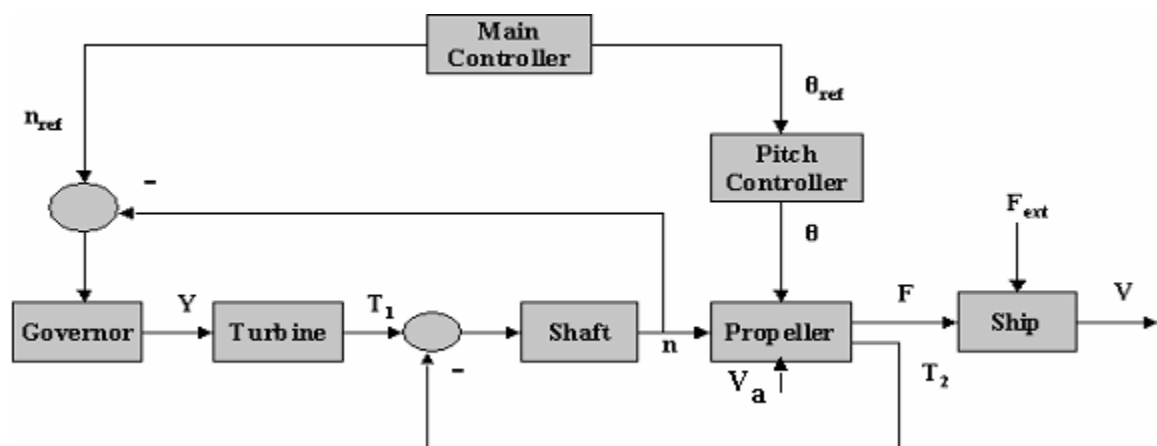 Main
Controller
n_ref
θ_ref
-
Pitch
Controller
θ
F_ext
Y
T_1
F
V
Governor
Turbine
Shaft
Propeller
Ship
n
-
V_a
T_2